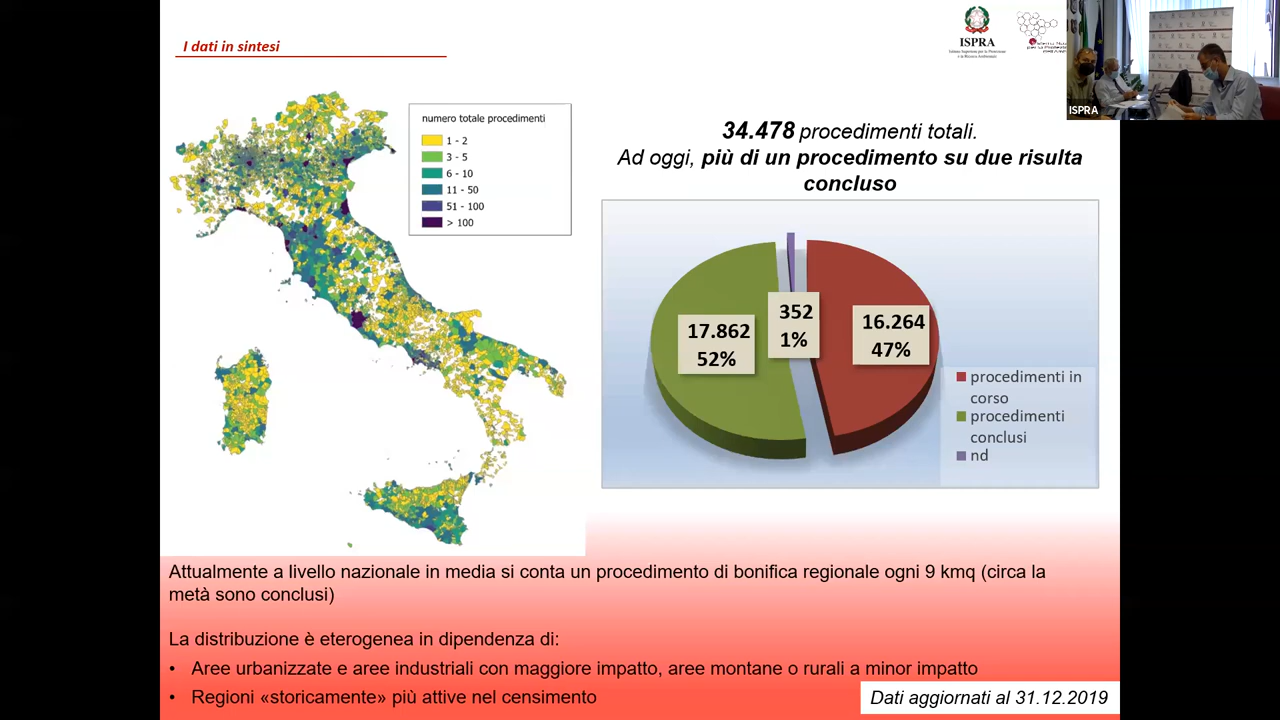 I dati in sintesi
ISPRA
ISPRA
numero totale procedimenti
1 - 2
3 - 5
6 - 10
11 - 50
51 - 100
> 100
34.478 procedimenti totali.
Ad oggi, più di un procedimento su due risulta
concluso
17.862
52%
352
1%
16.264
47%
procedimenti in
corso
procedimenti
conclusi
nd
Attualmente a livello nazionale in media si conta un procedimento di bonifica regionale ogni 9 kmq (circa la
metà sono conclusi)
La distribuzione è eterogenea in dipendenza di:
• Aree urbanizzate e aree industriali con maggiore impatto, aree montane o rurali a minor impatto
• Regioni «storicamente» più attive nel censimento
Dati aggiornati al 31.12.2019